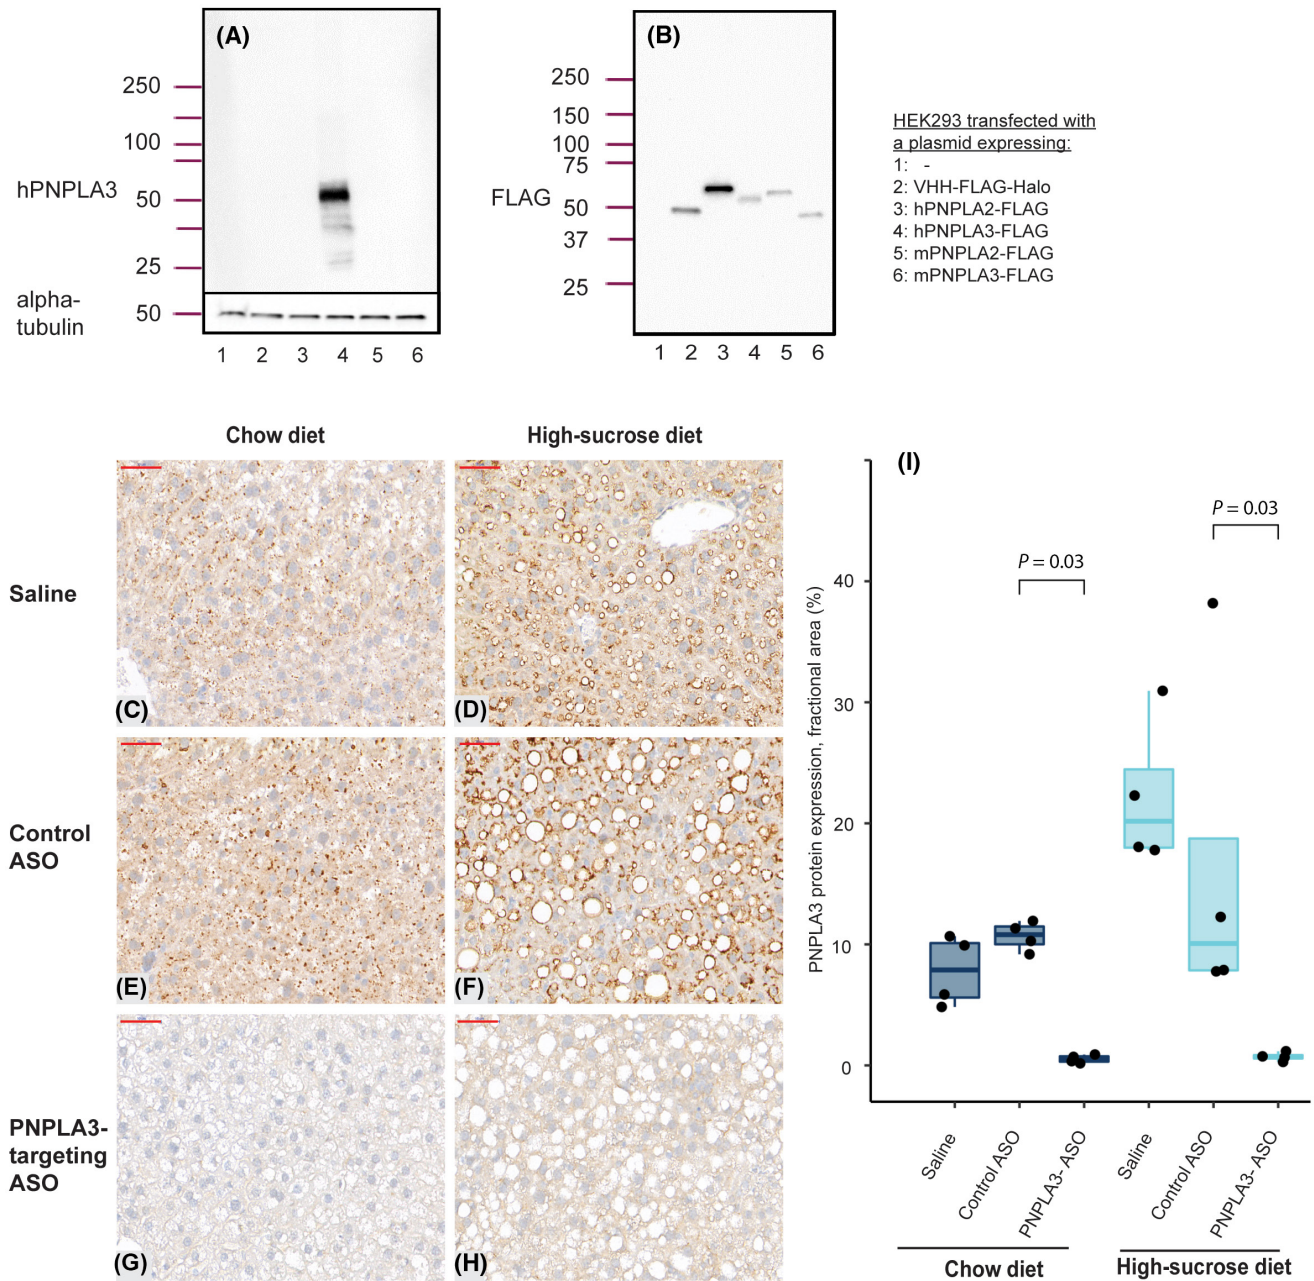 (A)
250
100
hPNPLA3
50
25
alpha-
tubulin
50
1 2 3 4 5 6
(B)
250
150
100
75
FLAG
50
37
25
1 2 3 4 5 6
HEK293 transfected with
a plasmid expressing:
1: -
2: VHH-FLAG-Halo
3: hPNPLA2-FLAG
4: hPNPLA3-FLAG
5: mPNPLA2-FLAG
6: mPNPLA3-FLAG
Chow diet
High-sucrose diet
Saline
(C)
(D)
Control
ASO
(E)
(F)
PNPLA3-
targeting
ASO
(G)
(H)
(I)
P = 0.03
P = 0.03
PNPLA3 protein expression, fractional area (%)
40
30
20
10
0
Saline
Control ASO
PNPLA3- ASO
Saline
Control ASO
PNPLA3- ASO
Chow diet
High-sucrose diet